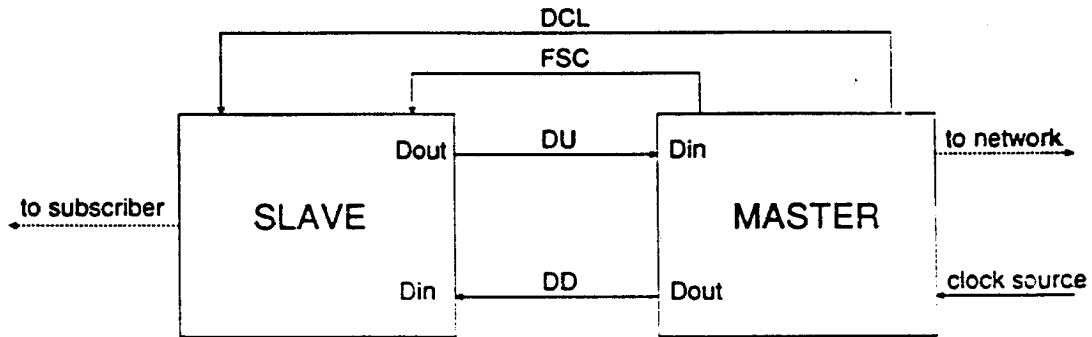 DCL
FSC
Dout
DU
Din
to network
to subscriber
SLAVE
MASTER
Din
DD
Dout
clock source